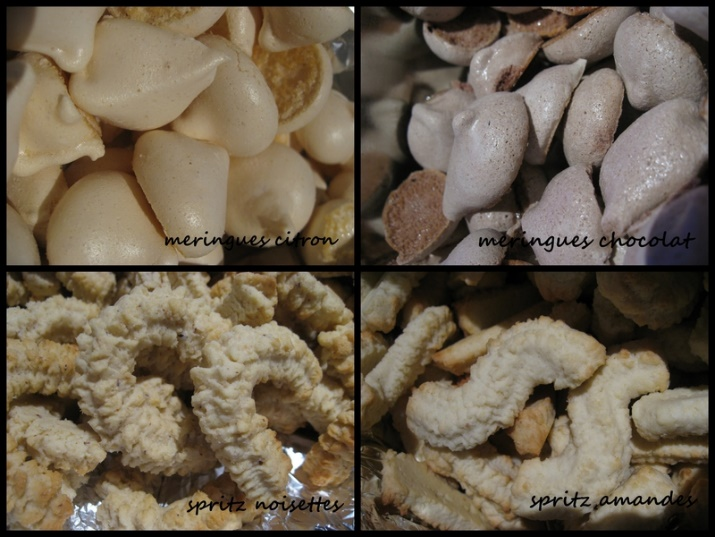 meringues citron
meringues chocolat
spritz noisettes
spritz amandes